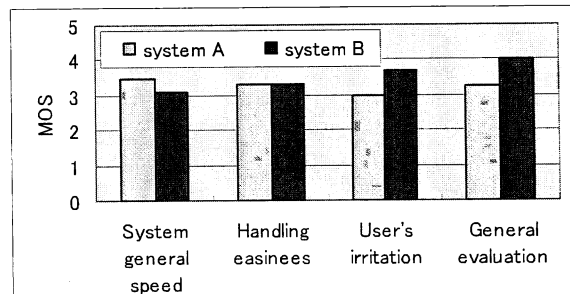 5
4
3
2
1
0
MOS
system A
system B
System
general
speed
Handling
easinees
User's
irritation
General
evaluation